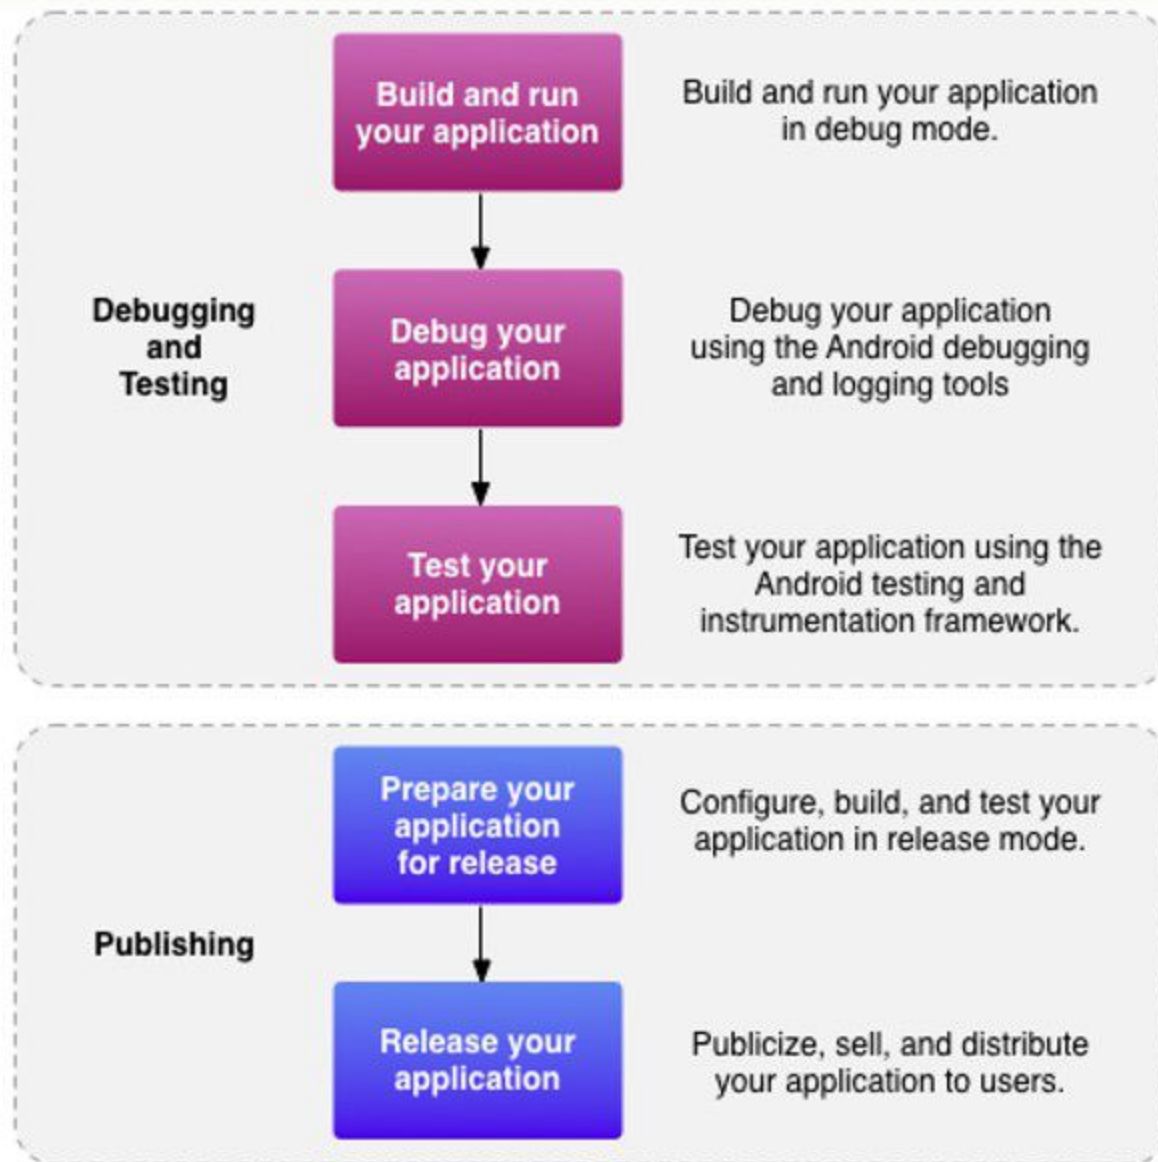 Build and run
your application
Build and run your application
in debug mode.
Debugging
and
Testing
Debug your
application
Debug your application
using the Android debugging
and logging tools
Test your
application
Test your application using the
Android testing and
instrumentation framework.
Prepare your
application
for release
Configure, build, and test your
application in release mode.
Publishing
Release your
application
Publicize, sell, and distribute
your application to users.